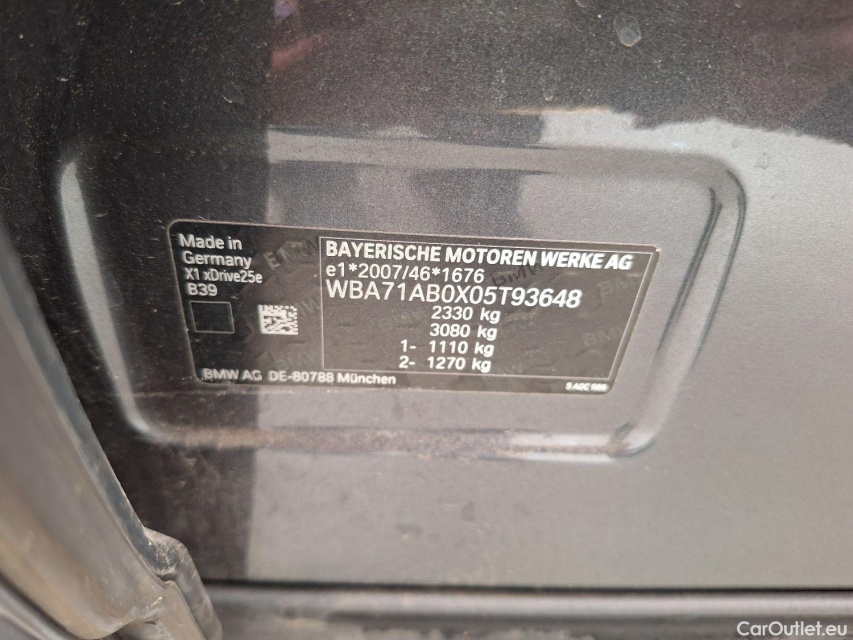 Made in
Germany
X1 xDrive25e
B39
BAYERISCHE MOTOREN WERKE AG
e1*2007/46*1676
WBA71AB0X05T93648
2330 kg
3080 kg
1- 1110 kg
2- 1270 kg
BMW AG DE-80788 München
CarOutlet.eu